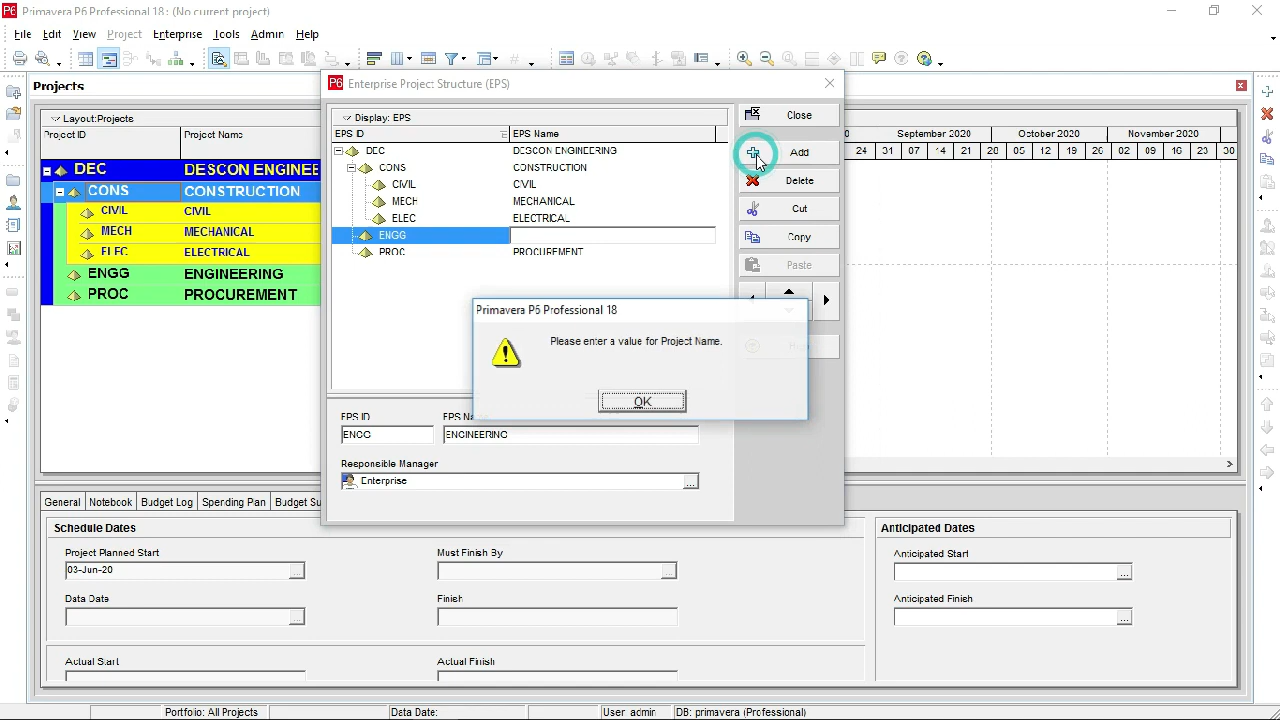 Primavera P6 Professional 18 : (No current project)
File Edit View Project Enterprise Tools Admin Help
Projects
Enterprise Project Structure (EPS)
Layout: Projects
Project ID Project Name
DEC DESCON ENGINEE
CONS CONSTRUCTION
CIVIL CIVIL
MECH MECHANICAL
ELEC ELECTRICAL
ENGG ENGINEERING
PROC PROCUREMENT
Display: EPS
EPS ID EPS Name
DEC DESCON ENGINEERING
CONS CONSTRUCTION
CIVIL CIVIL
MECH MECHANICAL
ELEC ELECTRICAL
ENGG
PROC PROCUREMENT
Close
Add
Delete
Cut
Copy
Paste
0 September 2020 October 2020 November 2020
24 31 07 14 21 28 05 12 19 26 02 09 16 23 30
Primavera P6 Professional 18
Please enter a value for Project Name.
OK
EPS ID EPS Name
ENGG ENGINEERING
Responsible Manager
Enterprise
...
General Notebook Budget Log Spending Plan Budget Su
Schedule Dates Anticipated Dates
Project Planned Start Must Finish By Anticipated Start
03-Jun-20
Data Date Finish Anticipated Finish
Actual Start Actual Finish
Portfolio: All Projects Data Date: User: admin DB: primavera (Professional)